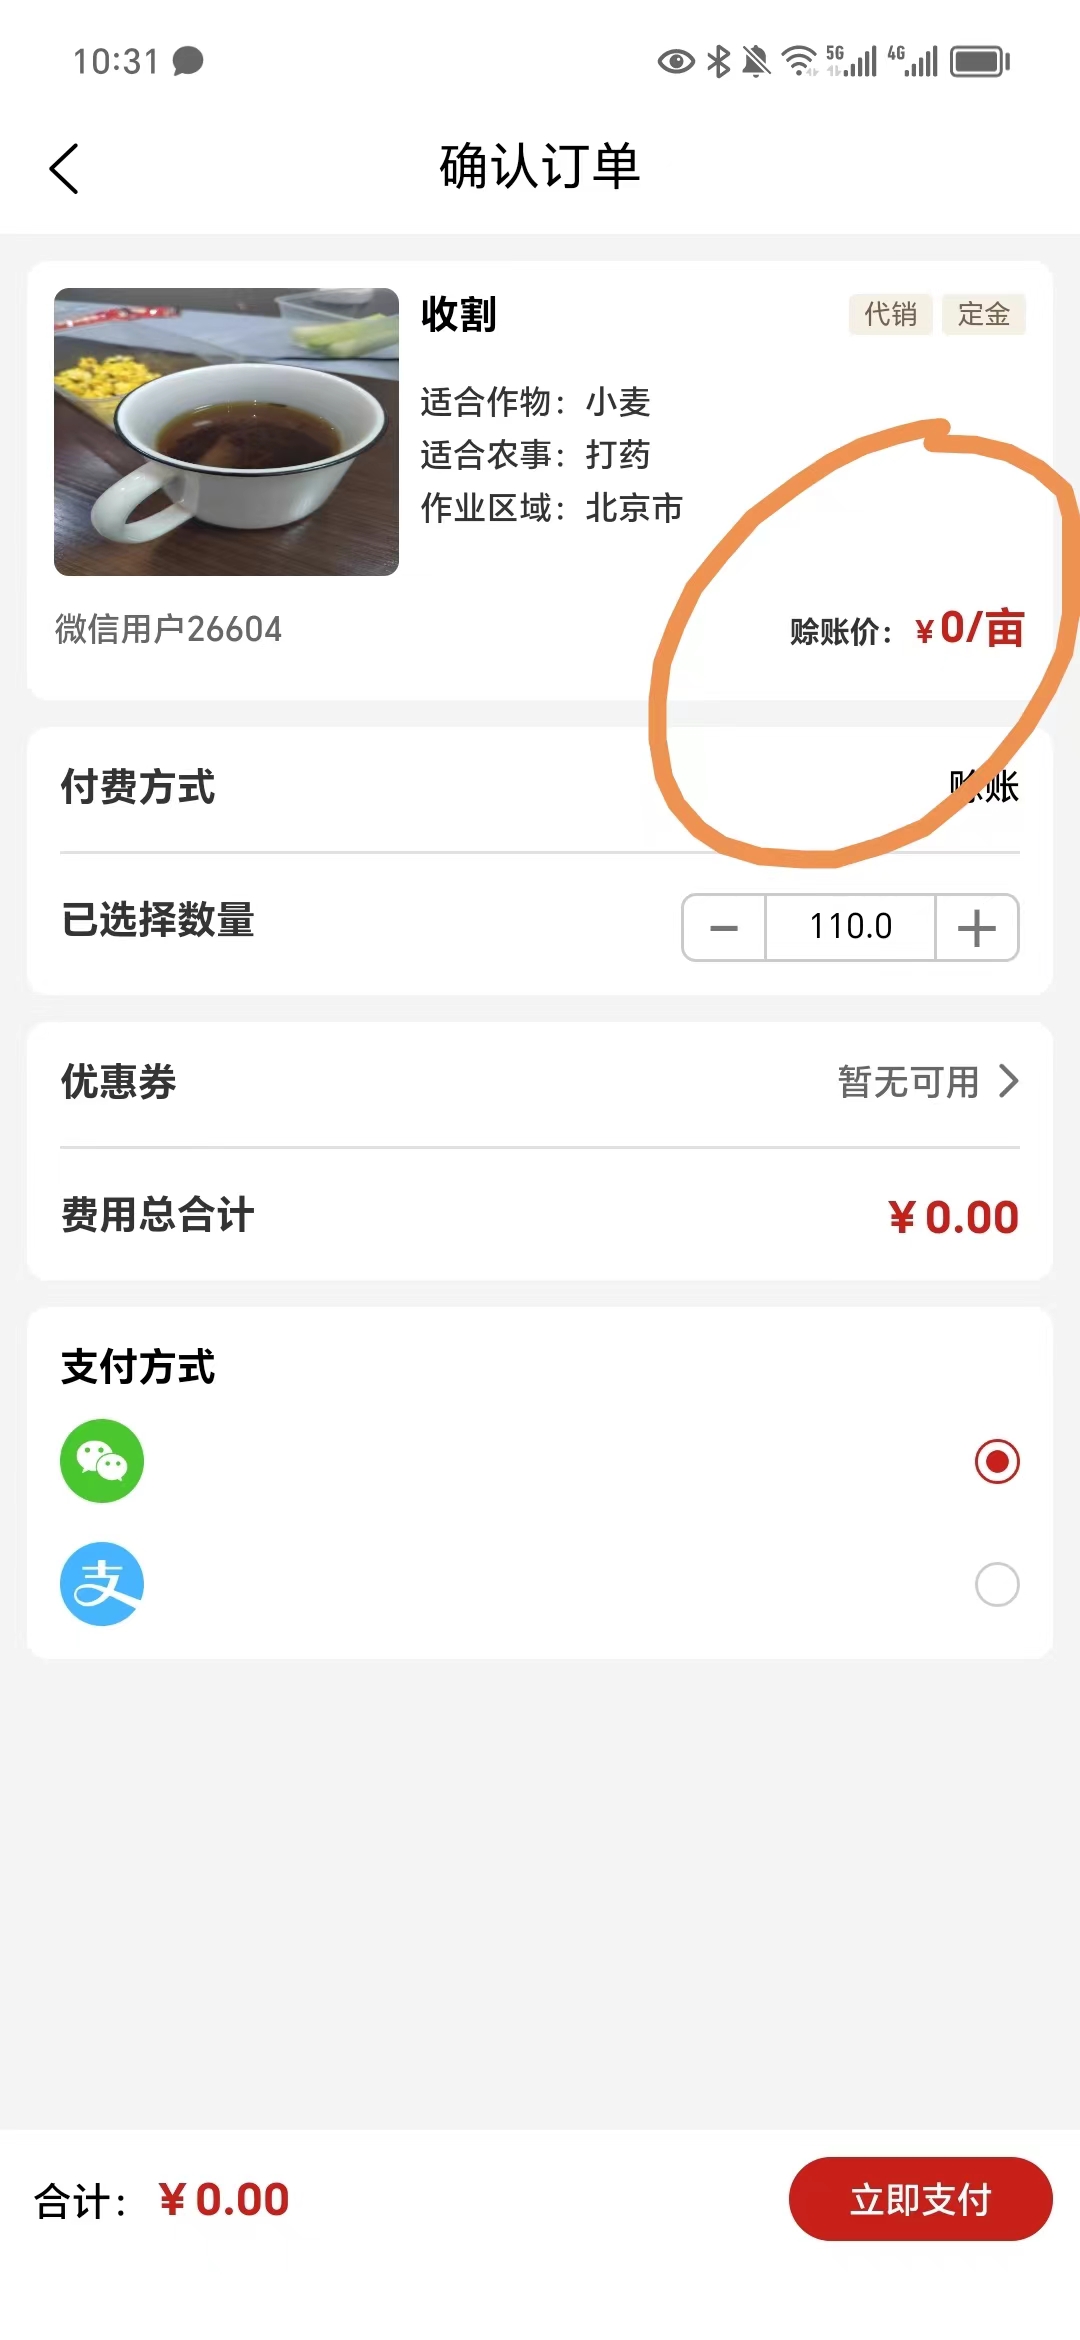 10:31
5G 4G
确认订单
收割
代销 定金
适合作物：小麦
适合农事：打药
作业区域：北京市
微信用户26604
赊账价：¥0/亩
付费方式 赊账
已选择数量 － 110.0 ＋
优惠券 暂无可用
费用总合计 ¥0.00
支付方式
支
合计：¥0.00
立即支付